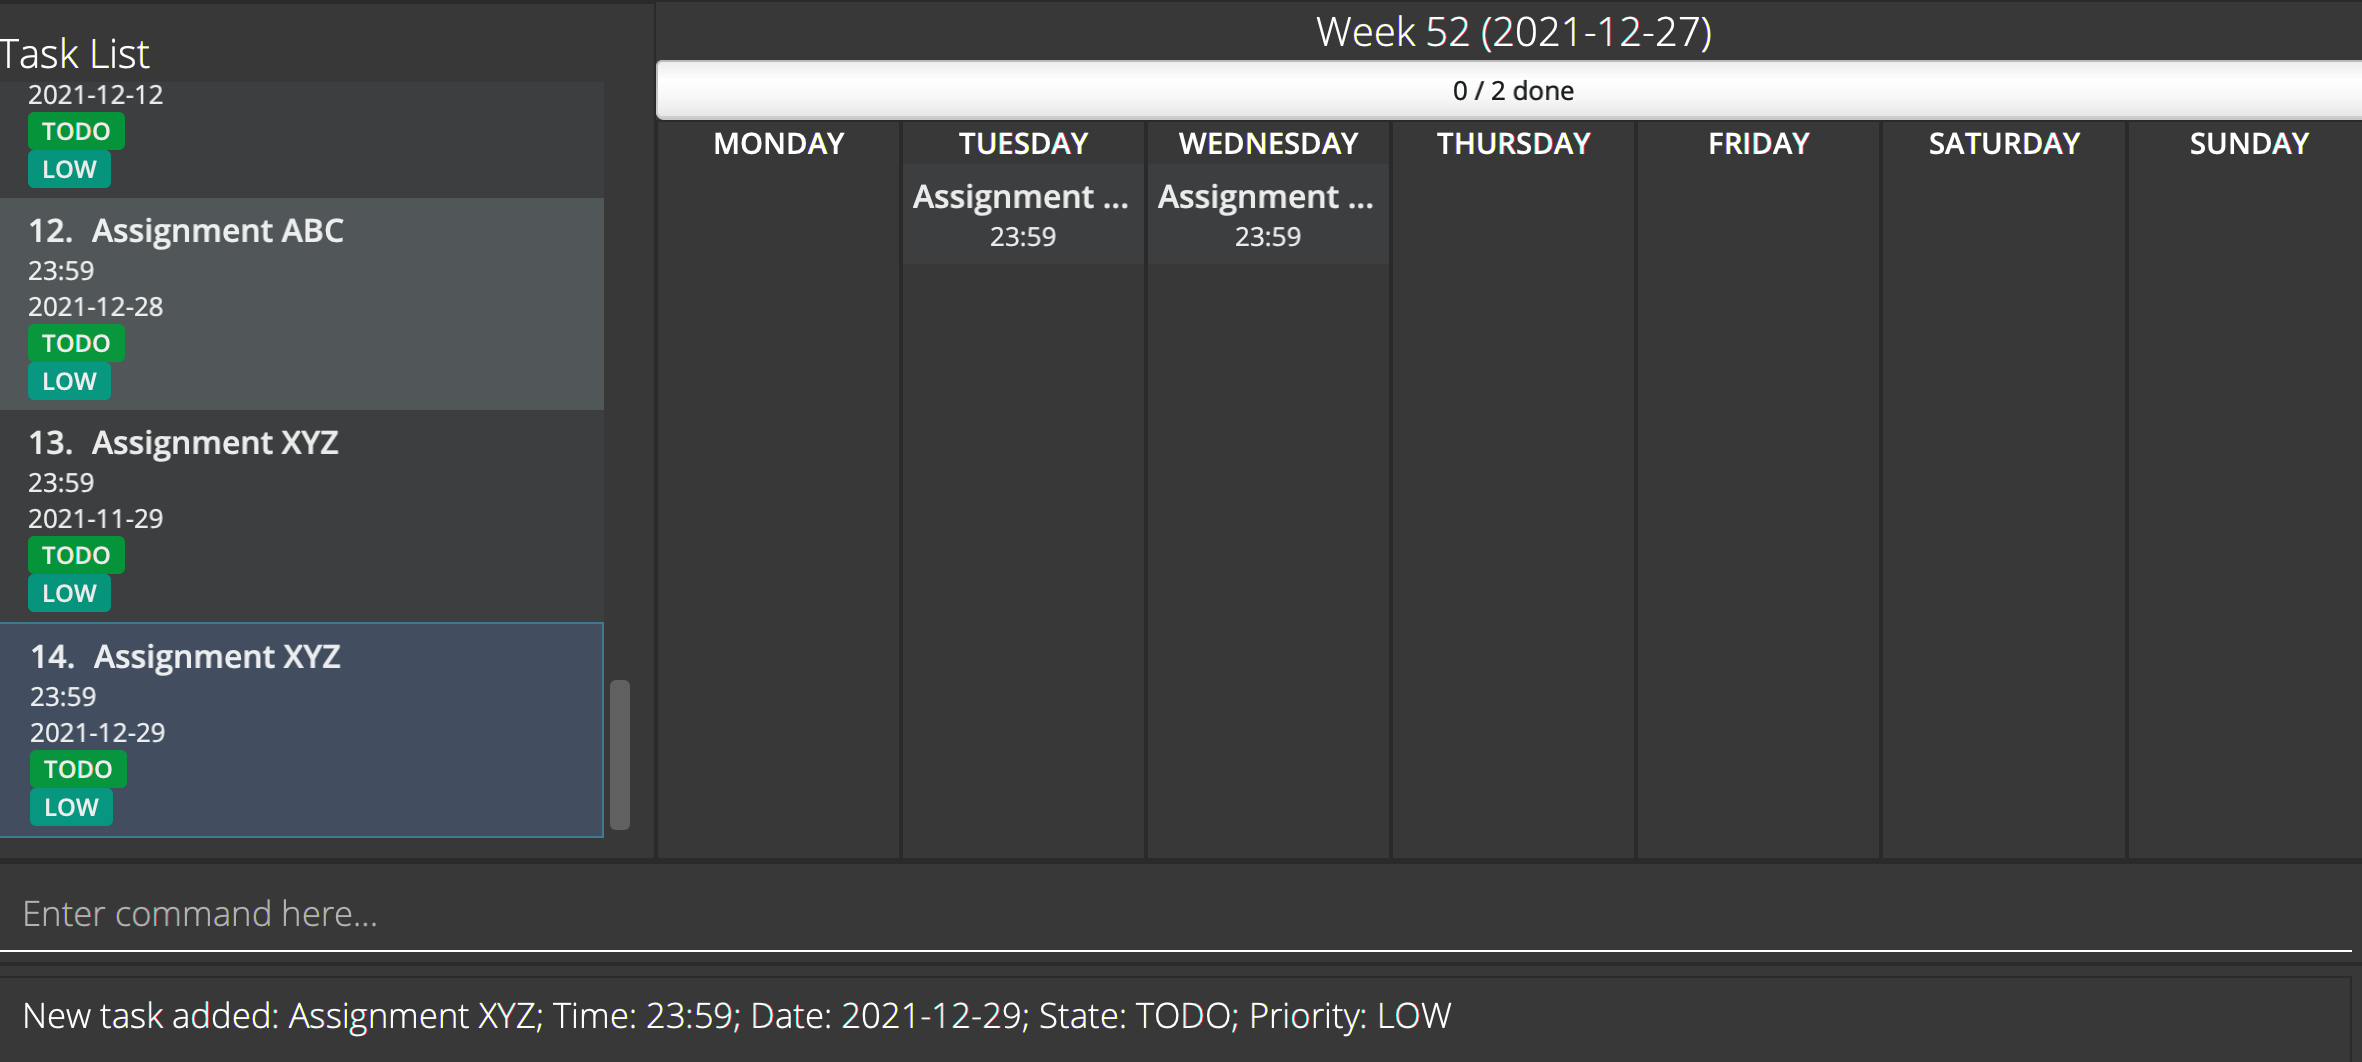 Task List
2021-12-12
TODO
LOW
12. Assignment ABC
23:59
2021-12-28
TODO
LOW
13. Assignment XYZ
23:59
2021-11-29
TODO
LOW
14. Assignment XYZ
23:59
2021-12-29
TODO
LOW
Week 52 (2021-12-27)
0 / 2 done
MONDAY TUESDAY WEDNESDAY THURSDAY FRIDAY SATURDAY SUNDAY
Assignment ... Assignment ...
23:59 23:59
Enter command here...
New task added: Assignment XYZ; Time: 23:59; Date: 2021-12-29; State: TODO; Priority: LOW